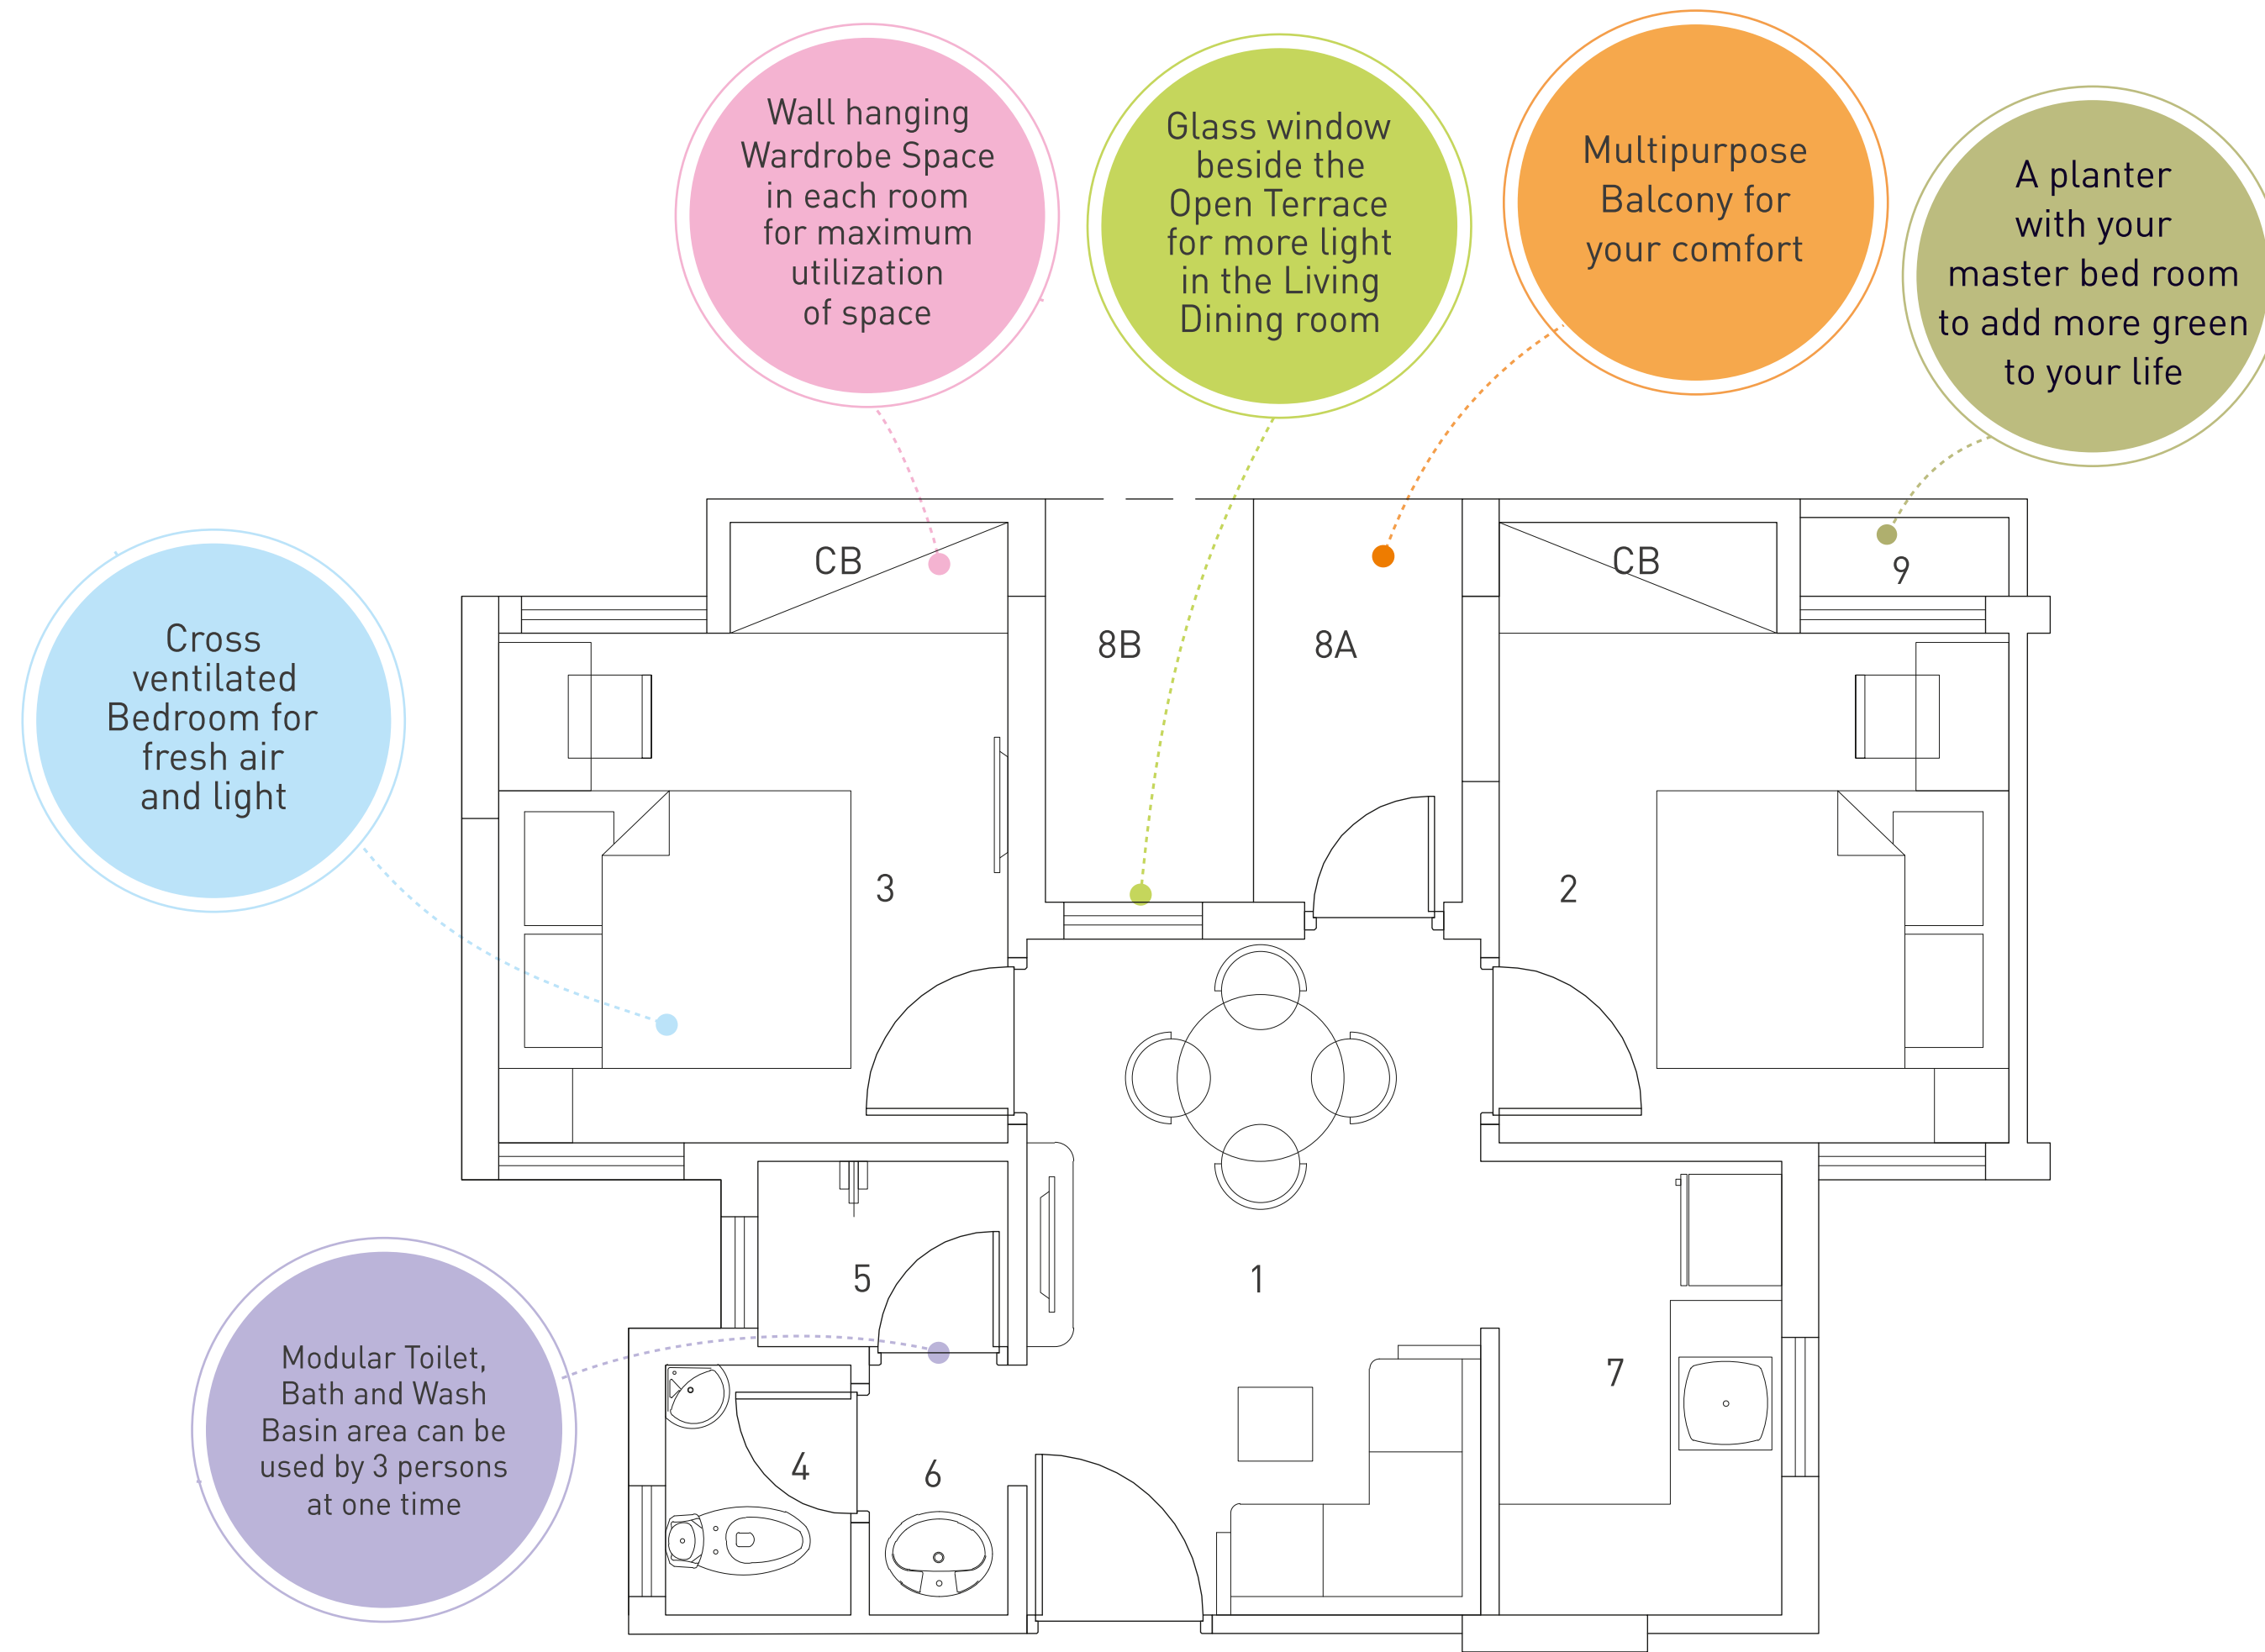 Wall hanging
Wardrobe Space
in each room
for maximum
utilization
of space
Glass window
beside the
Open Terrace
for more light
in the Living
Dining room
Multipurpose
Balcony for
your comfort
A planter
with your
master bed room
to add more green
to your life
Cross
ventilated
Bedroom for
fresh air
and light
Modular Toilet,
Bath and Wash
Basin area can be
used by 3 persons
at one time
CB
CB
9
8B
8A
3
2
5
1
7
4
6